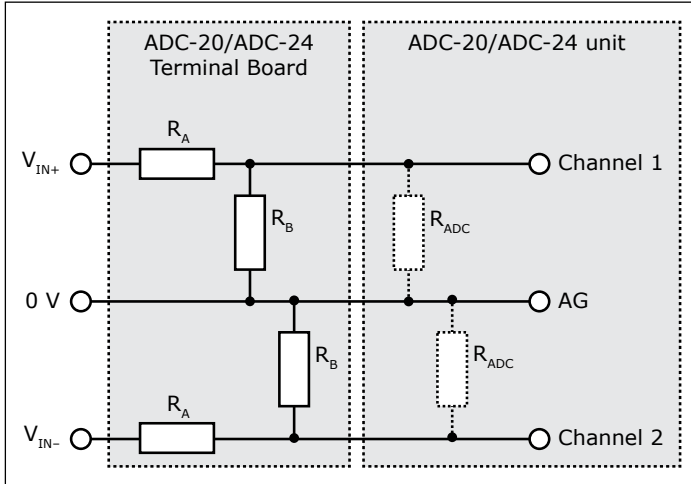 ADC-20/ADC-24
Terminal Board
ADC-20/ADC-24 unit
VIN+
RA
Channel 1
RB
RADC
0 V
AG
RB
RADC
RA
VIN–
Channel 2